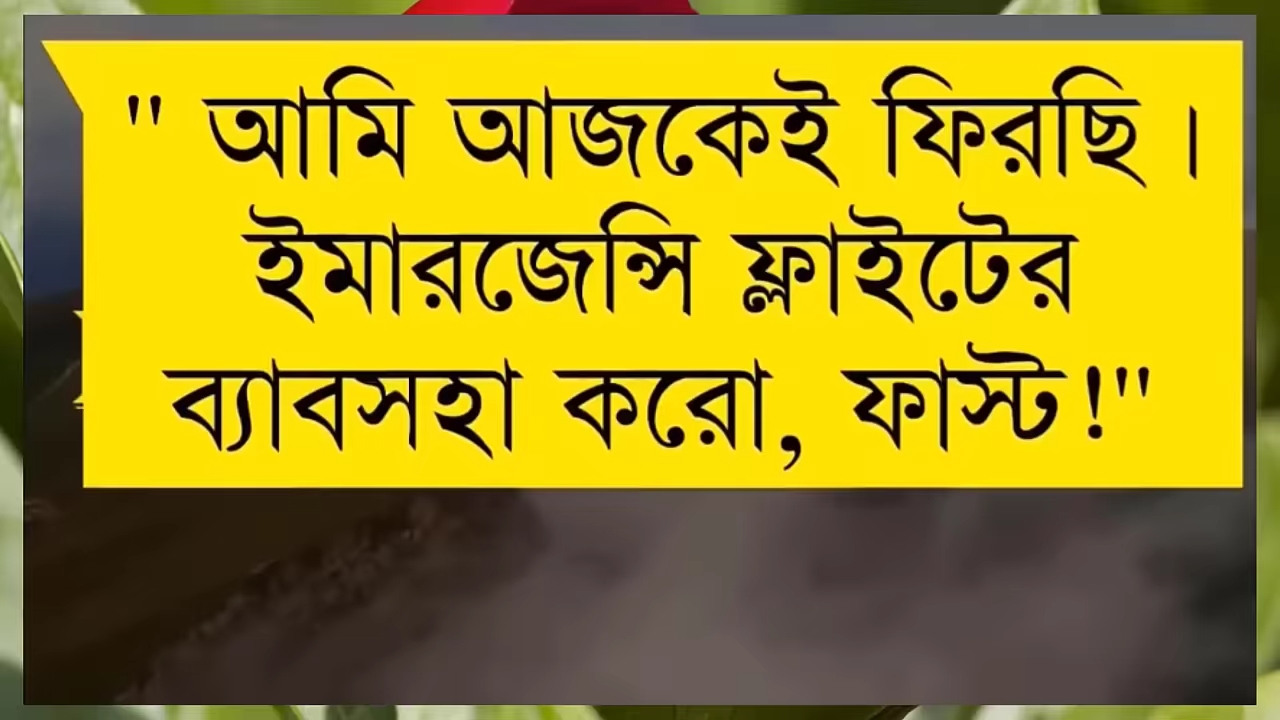 " আমি আজকেই ফিরছি ।
ইমারজেন্সি ফ্লাইটের
ব্যাবসহা করো, ফাস্ট!"